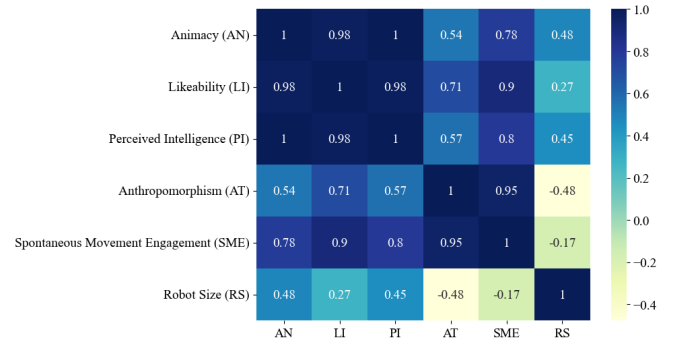 Animacy (AN) 1 0.98 1 0.54 0.78 0.48
Likeability (LI) 0.98 1 0.98 0.71 0.9 0.27
Perceived Intelligence (PI) 1 0.98 1 0.57 0.8 0.45
Anthropomorphism (AT) 0.54 0.71 0.57 1 0.95 -0.48
Spontaneous Movement Engagement (SME) 0.78 0.9 0.8 0.95 1 -0.17
Robot Size (RS) 0.48 0.27 0.45 -0.48 -0.17 1
AN LI PI AT SME RS
1.0
0.8
0.6
0.4
0.2
0.0
−0.2
−0.4